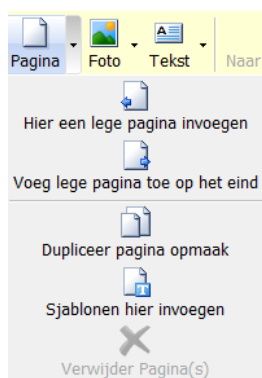 Pagina Foto Tekst Naar
Hier een lege pagina invoegen
Voeg lege pagina toe op het eind
Dupliceer pagina opmaak
Sjablonen hier invoegen
Verwijder Pagina(s)